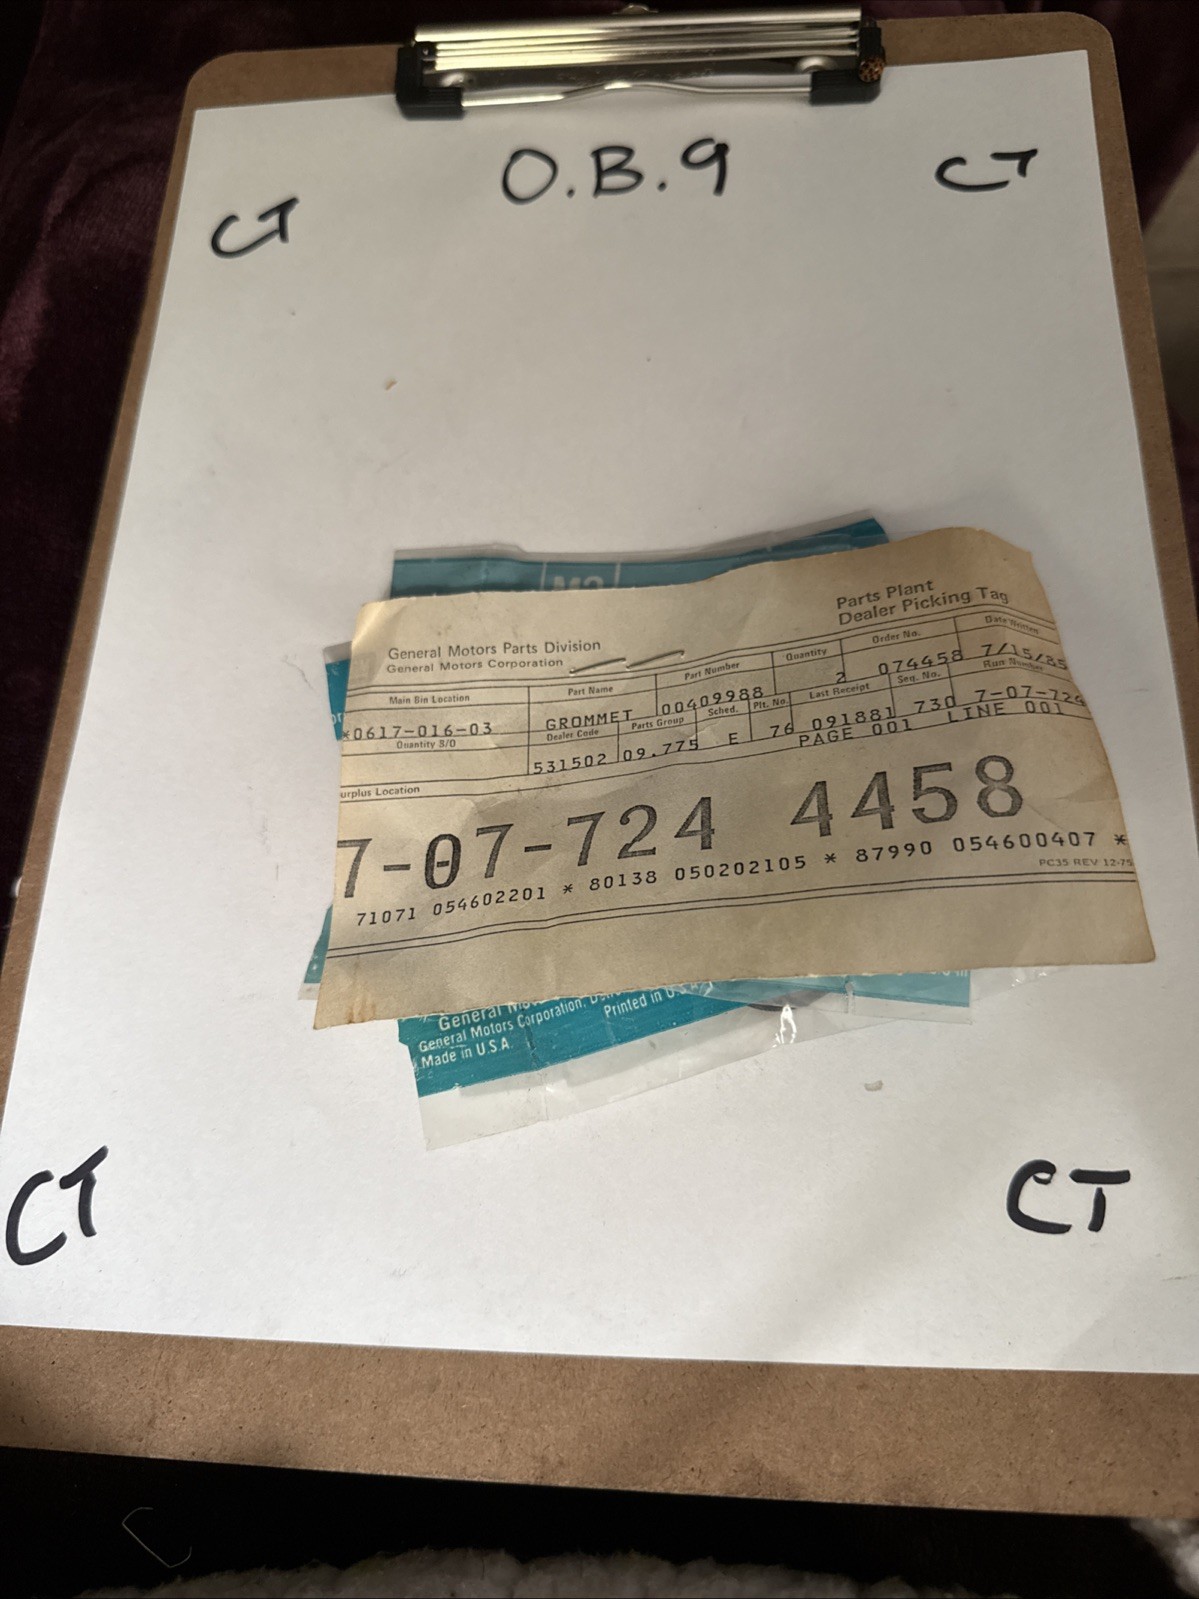 O.B.9
CT
CT
General Motors Parts Division
General Motors Corporation
Parts Plant
Dealer Picking Tag
Main Bin Location
Part Name
Part Number
Quantity
Order No.
Date Written
*0617-016-03
GROMMET
00409988
2
074458
7/15/85
Quantity B/O
Dealer Code
Parts Group
Sched.
Plt. No.
Last Receipt
Seq. No.
Run Number
531502
09.775
E
76
091881
730
7-07-724
PAGE 001 LINE 001
urplus Location
7-07-724 4458
71071 054602201 * 80138 050202105 * 87990 054600407 *
PC35 REV 12-75
General
General Motors Corporation.
Made in U.S.A.
Printed in U.S.A.
CT
CT